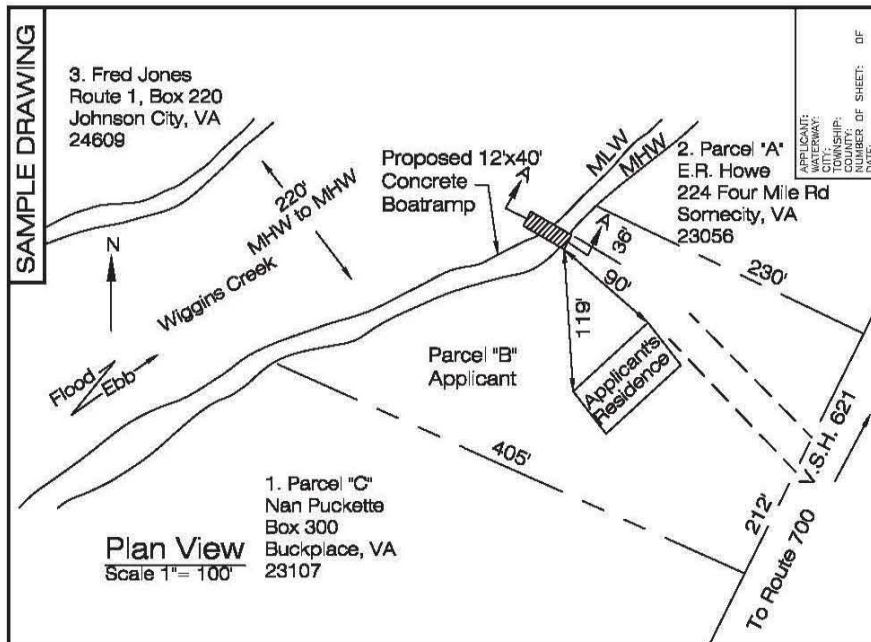 SAMPLE DRAWING
3. Fred Jones
Route 1, Box 220
Johnson City, VA
24609
APPLICANT:
WATERWAY:
CITY:
TOWNSHIP:
COUNTY:
NUMBER OF SHEET: OF
DATE:
Proposed 12'x40'
Concrete
Boatramp
A
MLW
MHW
2. Parcel "A"
E.R. Howe
224 Four Mile Rd
Somecity, VA
23056
220'
MHW to MHW
N
Wiggins Creek
A
36'
90'
230'
119'
Flood
Ebb
Parcel "B"
Applicant
Applicant's
Residence
405'
V.S.H. 621
212'
To Route 700
1. Parcel "C"
Nan Puckette
Box 300
Buckplace, VA
23107
Plan View
Scale 1"= 100'